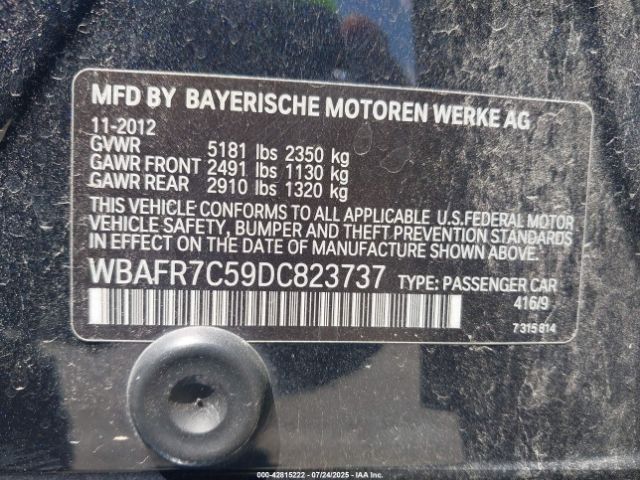 MFD BY BAYERISCHE MOTOREN WERKE AG
11-2012
GVWR 5181 lbs 2350 kg
GAWR FRONT 2491 lbs 1130 kg
GAWR REAR 2910 lbs 1320 kg
THIS VEHICLE CONFORMS TO ALL APPLICABLE U.S.FEDERAL MOTOR
VEHICLE SAFETY, BUMPER AND THEFT PREVENTION STANDARDS
IN EFFECT ON THE DATE OF MANUFACTURE SHOWN ABOVE.
WBAFR7C59DC823737 TYPE: PASSENGER CAR
416/9
7 315 814
000-42815222 - 07/24/2025 - IAA, Inc.